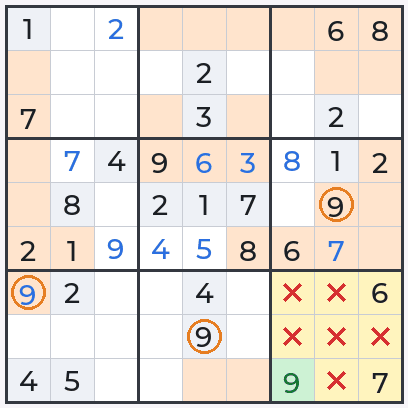 1 2 6 8
2
7 3 2
7 4 9 6 3 8 1 2
8 2 1 7 9
2 1 9 4 5 8 6 7
9 2 4 × × 6
9 × × ×
4 5 9 × 7